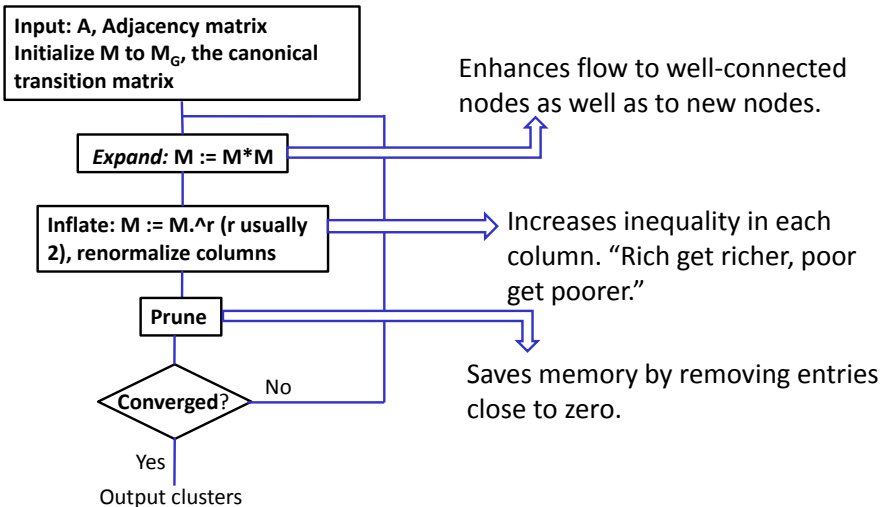 Input: A, Adjacency matrix
Initialize M to M_G, the canonical
transition matrix
Enhances flow to well-connected
nodes as well as to new nodes.
Expand: M := M*M
Inflate: M := M.^r (r usually
2), renormalize columns
Increases inequality in each
column. “Rich get richer, poor
get poorer.”
Prune
Saves memory by removing entries
close to zero.
No
Converged?
Yes
Output clusters